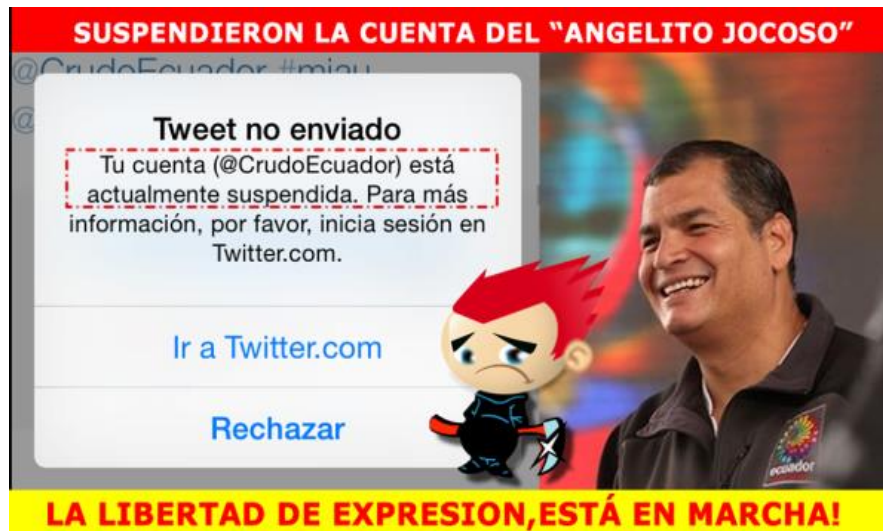 SUSPENDIERON LA CUENTA DEL “ANGELITO JOCOSO”
@CrudoEcuador #miau
@
Tweet no enviado
Tu cuenta (@CrudoEcuador) está
actualmente suspendida. Para más
información, por favor, inicia sesión en
Twitter.com.
Ir a Twitter.com
Rechazar
ecuador
LA LIBERTAD DE EXPRESION,ESTÁ EN MARCHA!